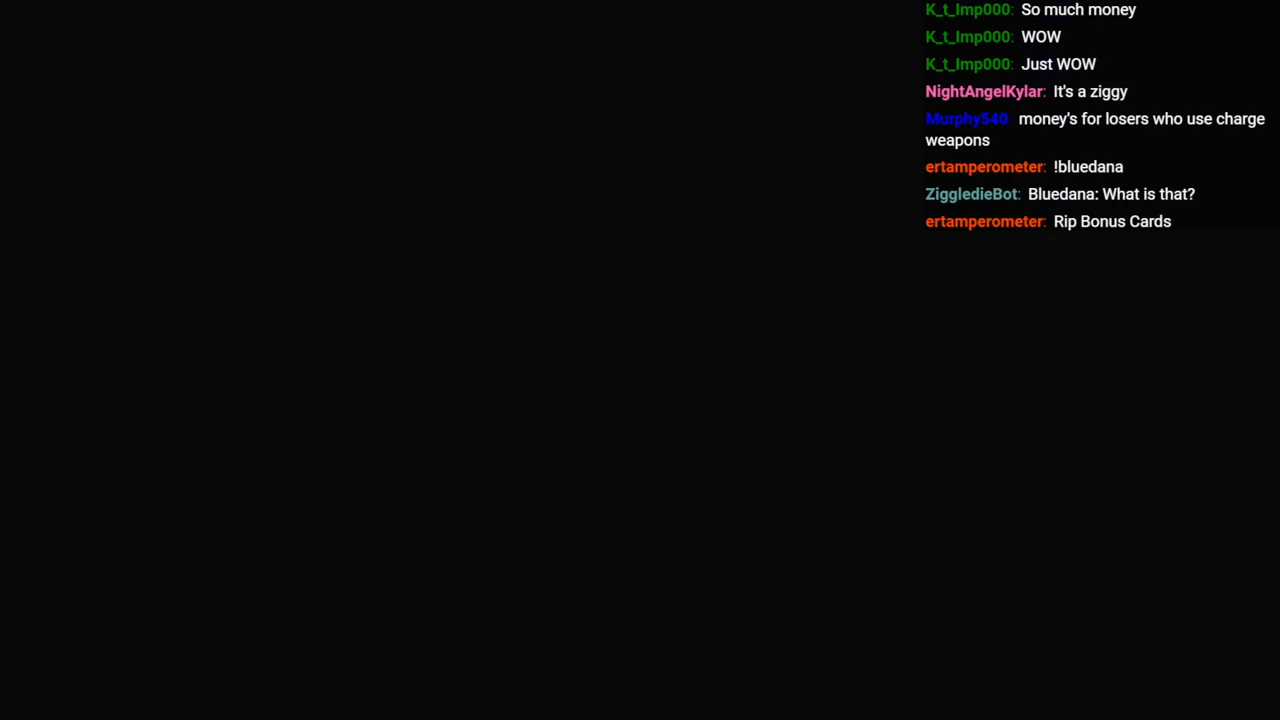 K_t_Imp000: So much money
K_t_Imp000: WOW
K_t_Imp000: Just WOW
NightAngelKylar: It's a ziggy
Murphy540: money's for losers who use charge
weapons
ertamperometer: !bluedana
ZiggledieBot: Bluedana: What is that?
ertamperometer: Rip Bonus Cards